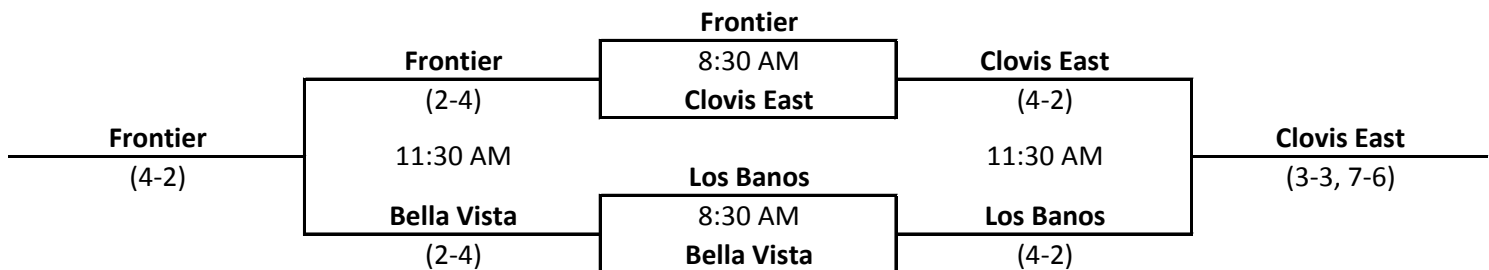 Frontier
Frontier 8:30 AM Clovis East
(2-4) Clovis East (4-2)
Frontier 11:30 AM 11:30 AM Clovis East
(4-2) Los Banos (3-3, 7-6)
Bella Vista 8:30 AM Los Banos
(2-4) Bella Vista (4-2)